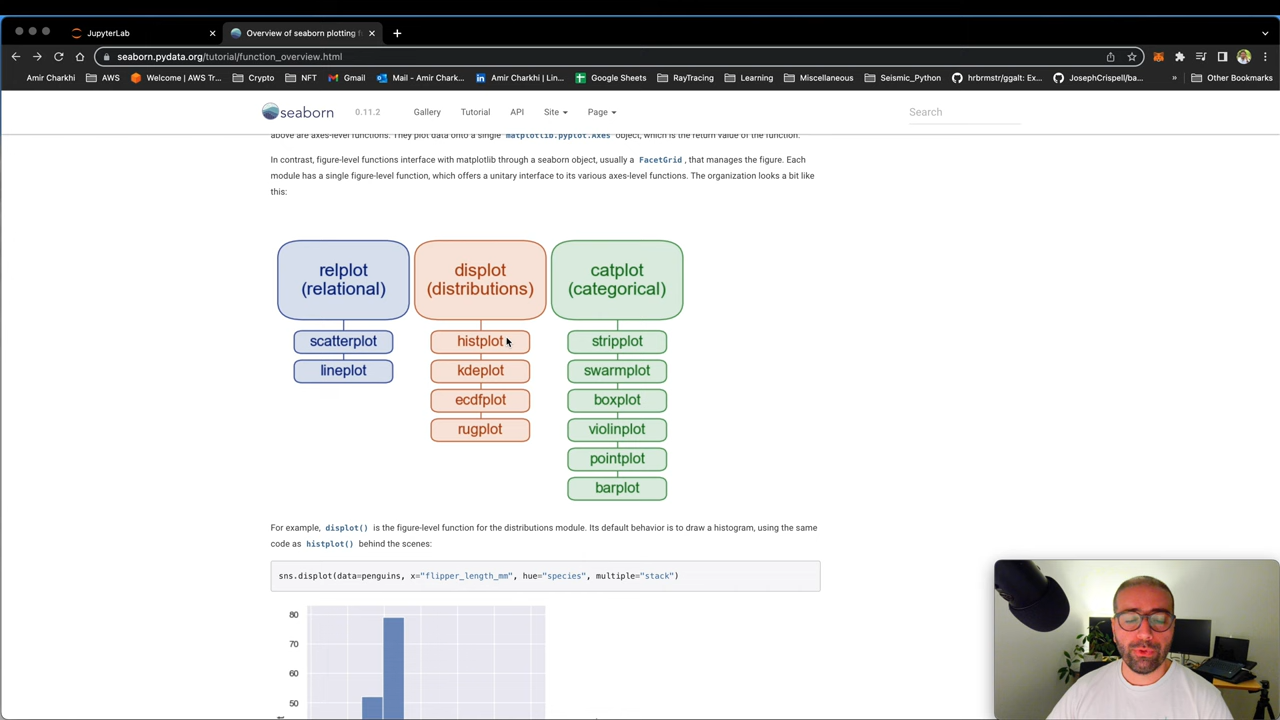 JupyterLab
Overview of seaborn plotting f
seaborn.pydata.org/tutorial/function_overview.html
Amir Charkhi AWS Welcome | AWS Tr... Crypto NFT Gmail Mail - Amir Chark... Amir Charkhi | Lin... Google Sheets RayTracing Learning Miscellaneous Seismic_Python hrbrmstr/ggalt: Ex... JosephCrispell/ba... » Other Bookmarks
seaborn 0.11.2 Gallery Tutorial API Site Page Search
above are axes-level functions. They plot data onto a single matplotlib.pyplot.Axes object, which is the return value of the function.
In contrast, figure-level functions interface with matplotlib through a seaborn object, usually a FacetGrid, that manages the figure. Each
module has a single figure-level function, which offers a unitary interface to its various axes-level functions. The organization looks a bit like
this:
relplot
(relational)
scatterplot
lineplot
displot
(distributions)
histplot
kdeplot
ecdfplot
rugplot
catplot
(categorical)
stripplot
swarmplot
boxplot
violinplot
pointplot
barplot
For example, displot() is the figure-level function for the distributions module. Its default behavior is to draw a histogram, using the same
code as histplot() behind the scenes:
sns.displot(data=penguins, x="flipper_length_mm", hue="species", multiple="stack")
80
70
60
50